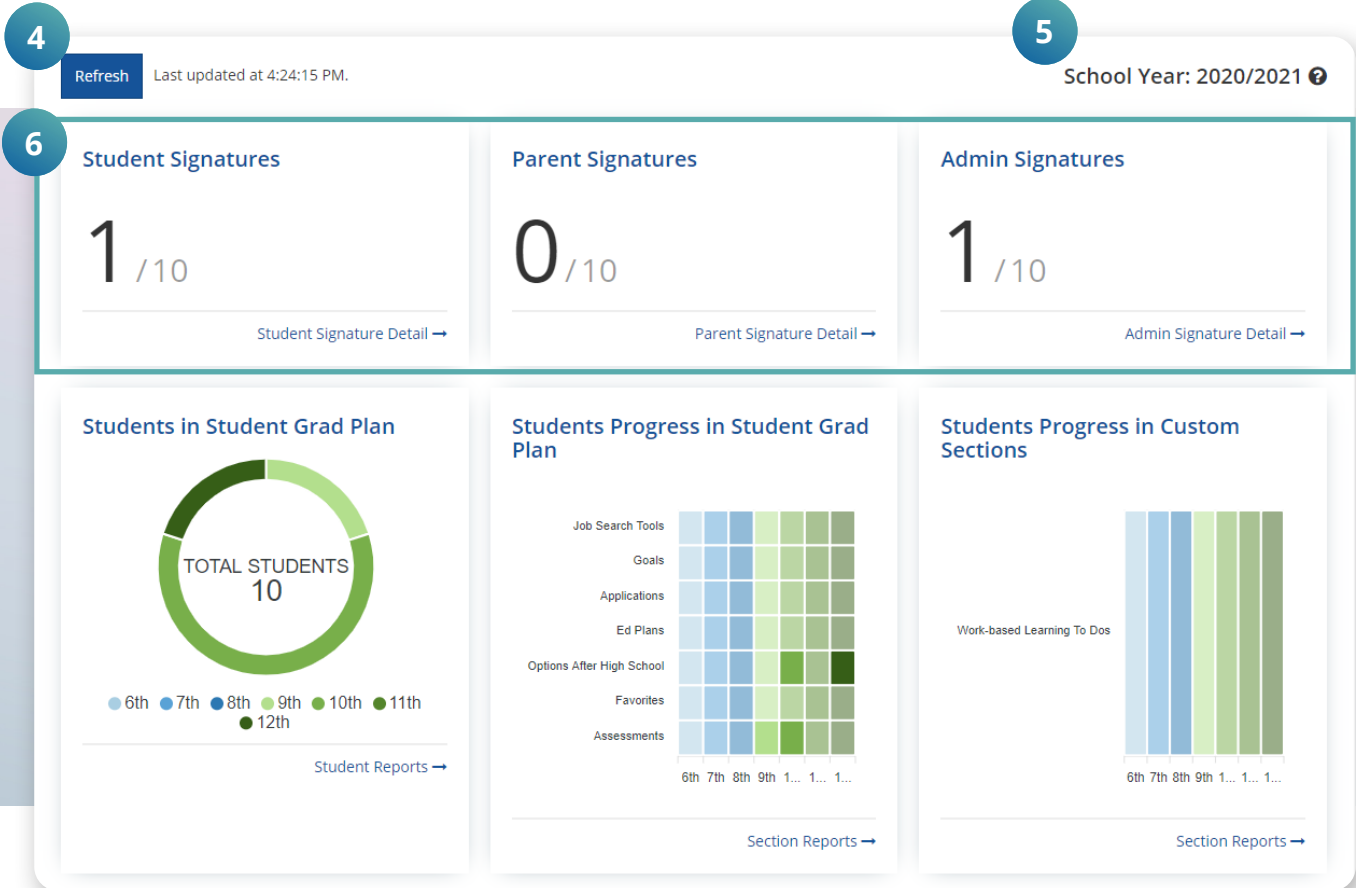 4
5
Refresh Last updated at 4:24:15 PM.
School Year: 2020/2021 ?
6
Student Signatures
1 / 10
Student Signature Detail →
Parent Signatures
0 / 10
Parent Signature Detail →
Admin Signatures
1 / 10
Admin Signature Detail →
Students in Student Grad Plan
TOTAL STUDENTS
10
6th 7th 8th 9th 10th 11th
12th
Student Reports →
Students Progress in Student Grad
Plan
Job Search Tools
Goals
Applications
Ed Plans
Options After High School
Favorites
Assessments
6th 7th 8th 9th 1... 1... 1...
Section Reports →
Students Progress in Custom
Sections
Work-based Learning To Dos
6th 7th 8th 9th 1... 1... 1...
Section Reports →